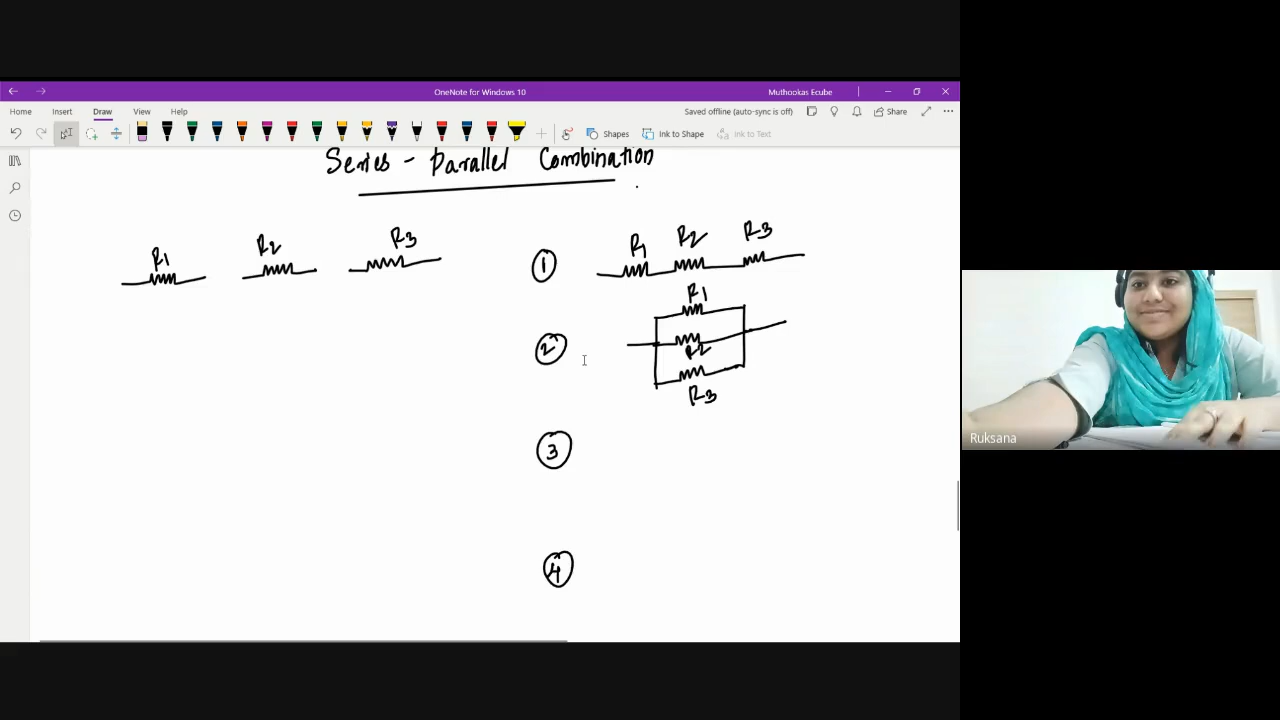 OneNote for Windows 10
Muthookas Ecube
Home Insert Draw View Help
Saved offline (auto-sync is off)
Share
Shapes
Ink to Shape
Ink to Text
Series - Parallel Combination
R1 R2 R3
1 R1 R2 R3
2 R1
R2
R3
3
4
Ruksana